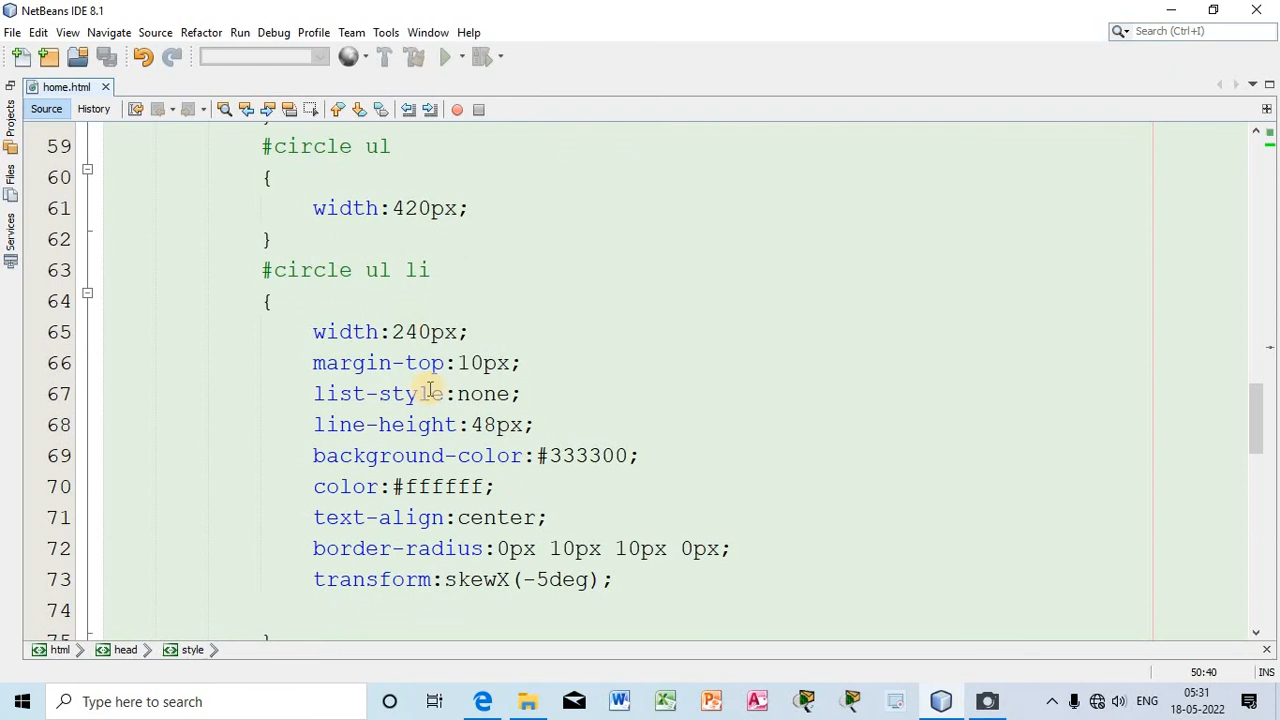 NetBeans IDE 8.1
File Edit View Navigate Source Refactor Run Debug Profile Team Tools Window Help
Search (Ctrl+I)
home.html
Source History
Projects
Files
Services
59 #circle ul
60 {
61 width:420px;
62 }
63 #circle ul li
64 {
65 width:240px;
66 margin-top:10px;
67 list-style:none;
68 line-height:48px;
69 background-color:#333300;
70 color:#ffffff;
71 text-align:center;
72 border-radius:0px 10px 10px 0px;
73 transform:skewX(-5deg);
74
75 }
html head style
50:40 INS
Type here to search
ENG
05:31
18-05-2022